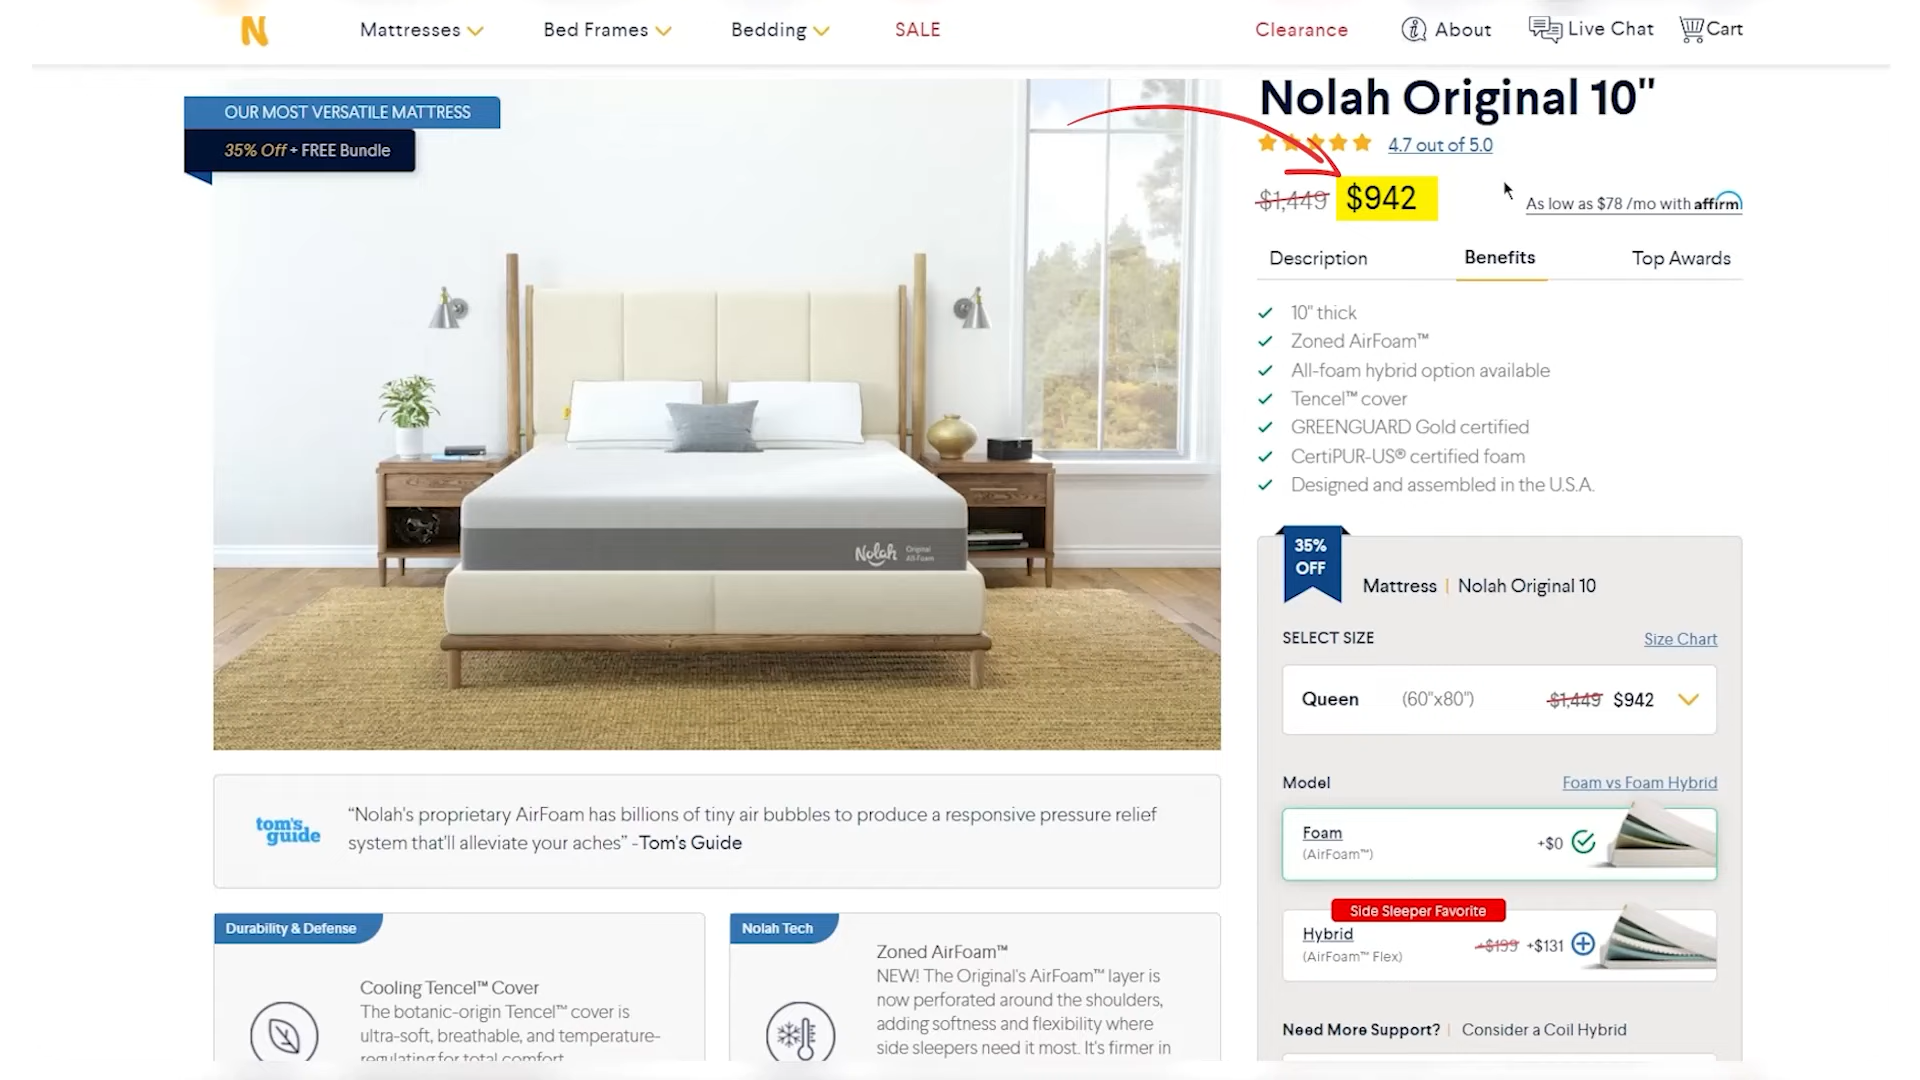 N
Mattresses
Bed Frames
Bedding
SALE
Clearance
About
Live Chat
Cart
OUR MOST VERSATILE MATTRESS
35% Off + FREE Bundle
Nolah Original 10"
4.7 out of 5.0
$1,449 $942
As low as $78 /mo with affirm
Description
Benefits
Top Awards
10" thick
Zoned AirFoam™
All-foam hybrid option available
Tencel™ cover
GREENGUARD Gold certified
CertiPUR-US® certified foam
Designed and assembled in the U.S.A.
Nolah Original
All-Foam
35%
OFF
Mattress | Nolah Original 10
SELECT SIZE
Size Chart
Queen (60"x80") $1,449 $942
Model
Foam vs Foam Hybrid
Foam
(AirFoam™)
+$0
Side Sleeper Favorite
Hybrid
(AirFoam™ Flex)
+$199 +$131
Need More Support? | Consider a Coil Hybrid
tom's
guide
“Nolah's proprietary AirFoam has billions of tiny air bubbles to produce a responsive pressure relief
system that'll alleviate your aches” -Tom's Guide
Durability & Defense
Cooling Tencel™ Cover
The botanic-origin Tencel™ cover is
ultra-soft, breathable, and temperature-
regulating for total comfort
Nolah Tech
Zoned AirFoam™
NEW! The Original's AirFoam™ layer is
now perforated around the shoulders,
adding softness and flexibility where
side sleepers need it most. It's firmer in